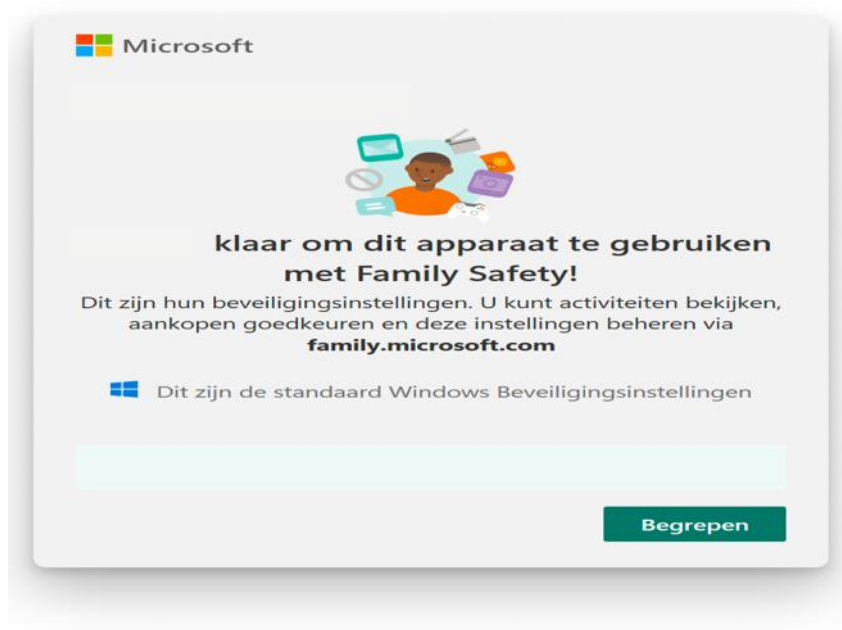 Microsoft
klaar om dit apparaat te gebruiken
met Family Safety!
Dit zijn hun beveiligingsinstellingen. U kunt activiteiten bekijken,
aankopen goedkeuren en deze instellingen beheren via
family.microsoft.com
Dit zijn de standaard Windows Beveiligingsinstellingen
Begrepen